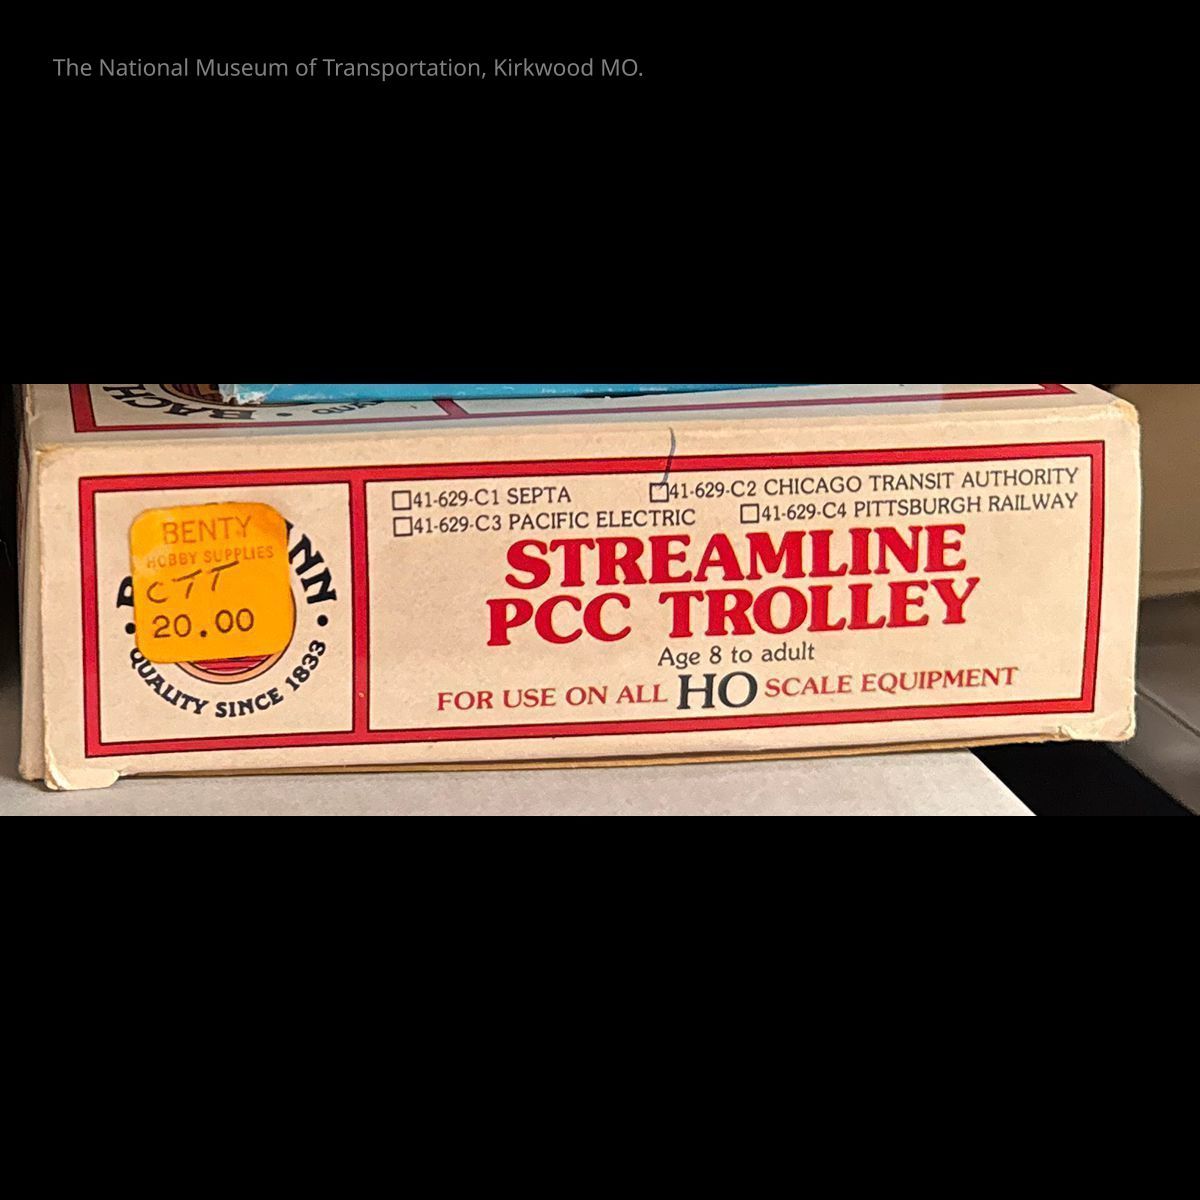 The National Museum of Transportation, Kirkwood MO.
BACH
41-629-C1 SEPTA
41-629-C2 CHICAGO TRANSIT AUTHORITY
41-629-C3 PACIFIC ELECTRIC
41-629-C4 PITTSBURGH RAILWAY
STREAMLINE
PCC TROLLEY
Age 8 to adult
FOR USE ON ALL HO SCALE EQUIPMENT
BENTY
HOBBY SUPPLIES
CTT
20.00
• QUALITY SINCE 1833 •